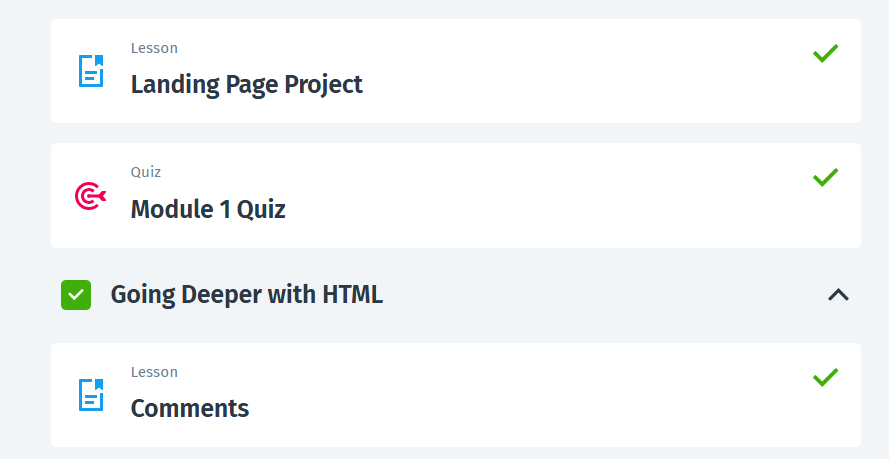 Lesson
Landing Page Project
Quiz
Module 1 Quiz
Going Deeper with HTML
Lesson
Comments